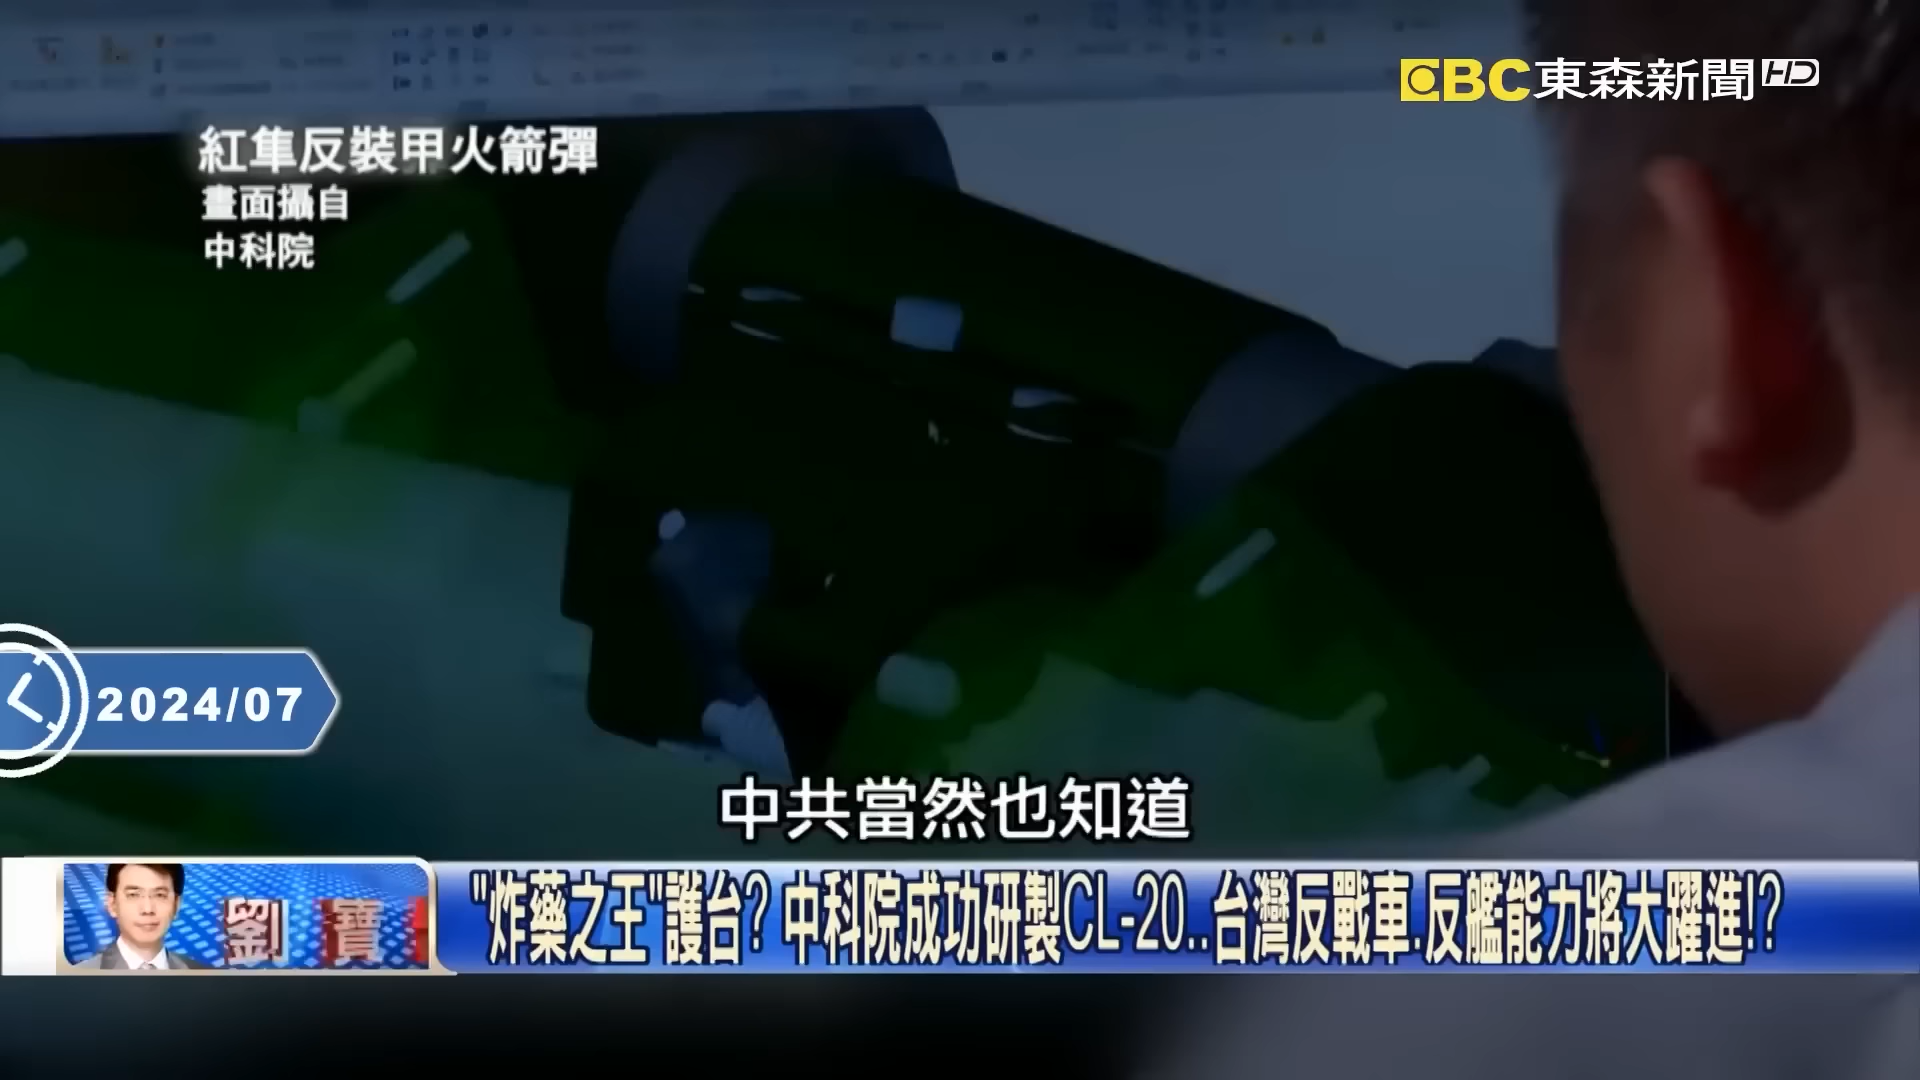 EBC東森新聞HD
紅隼反裝甲火箭彈
畫面攝自
中科院
2024/07
中共當然也知道
劉寶
"炸藥之王"護台? 中科院成功研製CL-20..台灣反戰車.反艦能力將大躍進!?